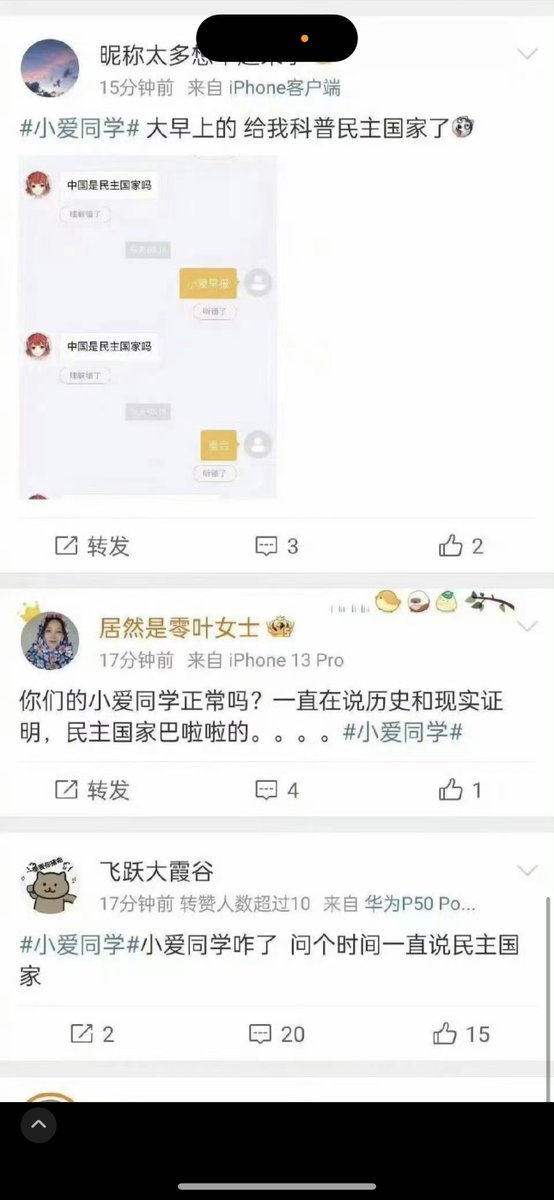 昵称太多想
15分钟前 来自 iPhone客户端
#小爱同学# 大早上的 给我科普民主国家了
中国是民主国家吗
理解错了
小爱早报
听错了
中国是民主国家吗
理解错了
重启
听错了
转发 3 2
居然是零叶女士
17分钟前 来自 iPhone 13 Pro
你们的小爱同学正常吗？一直在说历史和现实证
明，民主国家巴啦啦的。。。。#小爱同学#
转发 4 1
飞跃大霞谷
17分钟前 转赞人数超过10 来自 华为P50 Po...
#小爱同学#小爱同学咋了 问个时间一直说民主国
家
2 20 15